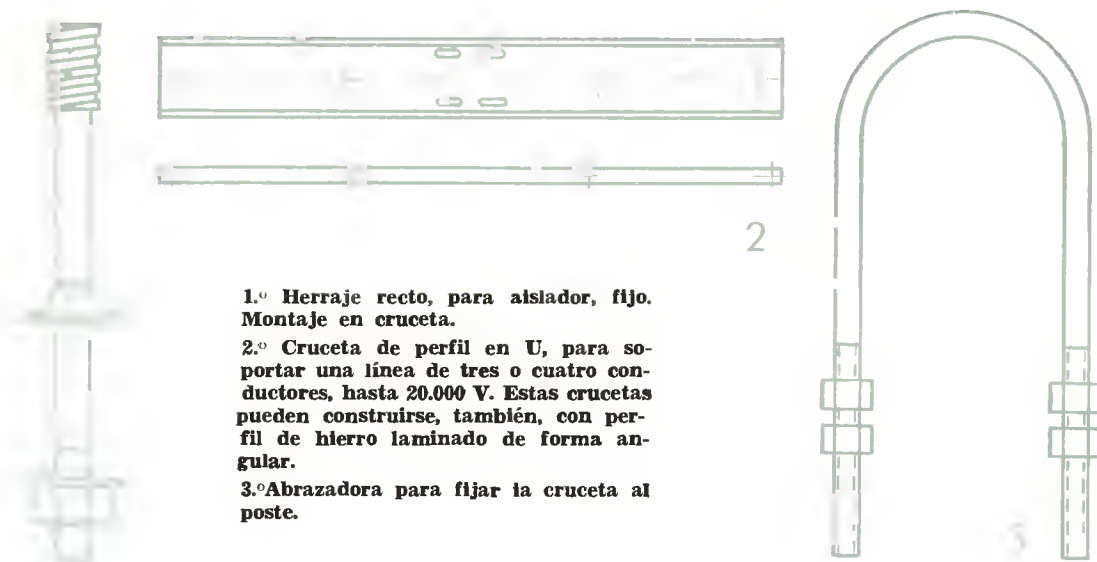 2
1.º Herraje recto, para aislador, fijo.
Montaje en cruceta.
2.º Cruceta de perfil en U, para so-
portar una línea de tres o cuatro con-
ductores, hasta 20.000 V. Estas crucetas
pueden construirse, también, con per-
fil de hierro laminado de forma an-
gular.
3.ºAbrazadora para fijar la cruceta al
poste.